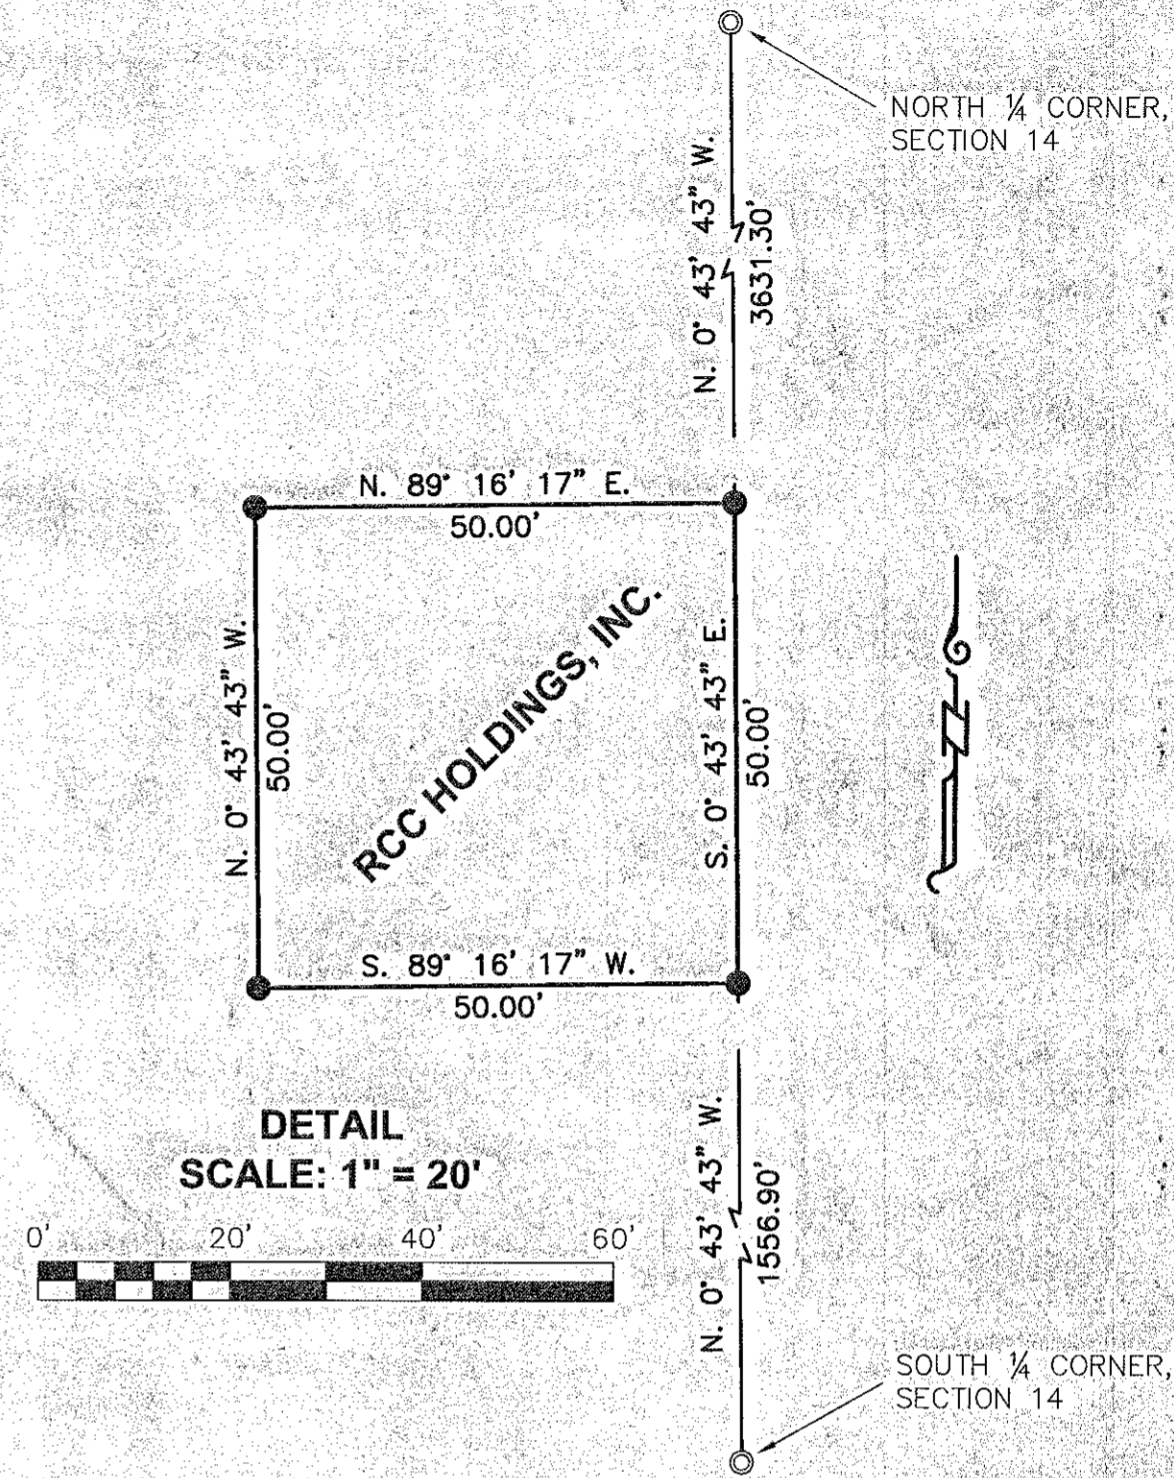 NORTH ¼ CORNER,
SECTION 14
N. 0° 43' 43" W.
3631.30'
N. 89° 16' 17" E.
50.00'
N. 0° 43' 43" W.
50.00'
RCC HOLDINGS, INC.
S. 0° 43' 43" E.
50.00'
N
S. 89° 16' 17" W.
50.00'
DETAIL
SCALE: 1" = 20'
0' 20' 40' 60'
N. 0° 43' 43" W.
1556.90'
SOUTH ¼ CORNER,
SECTION 14